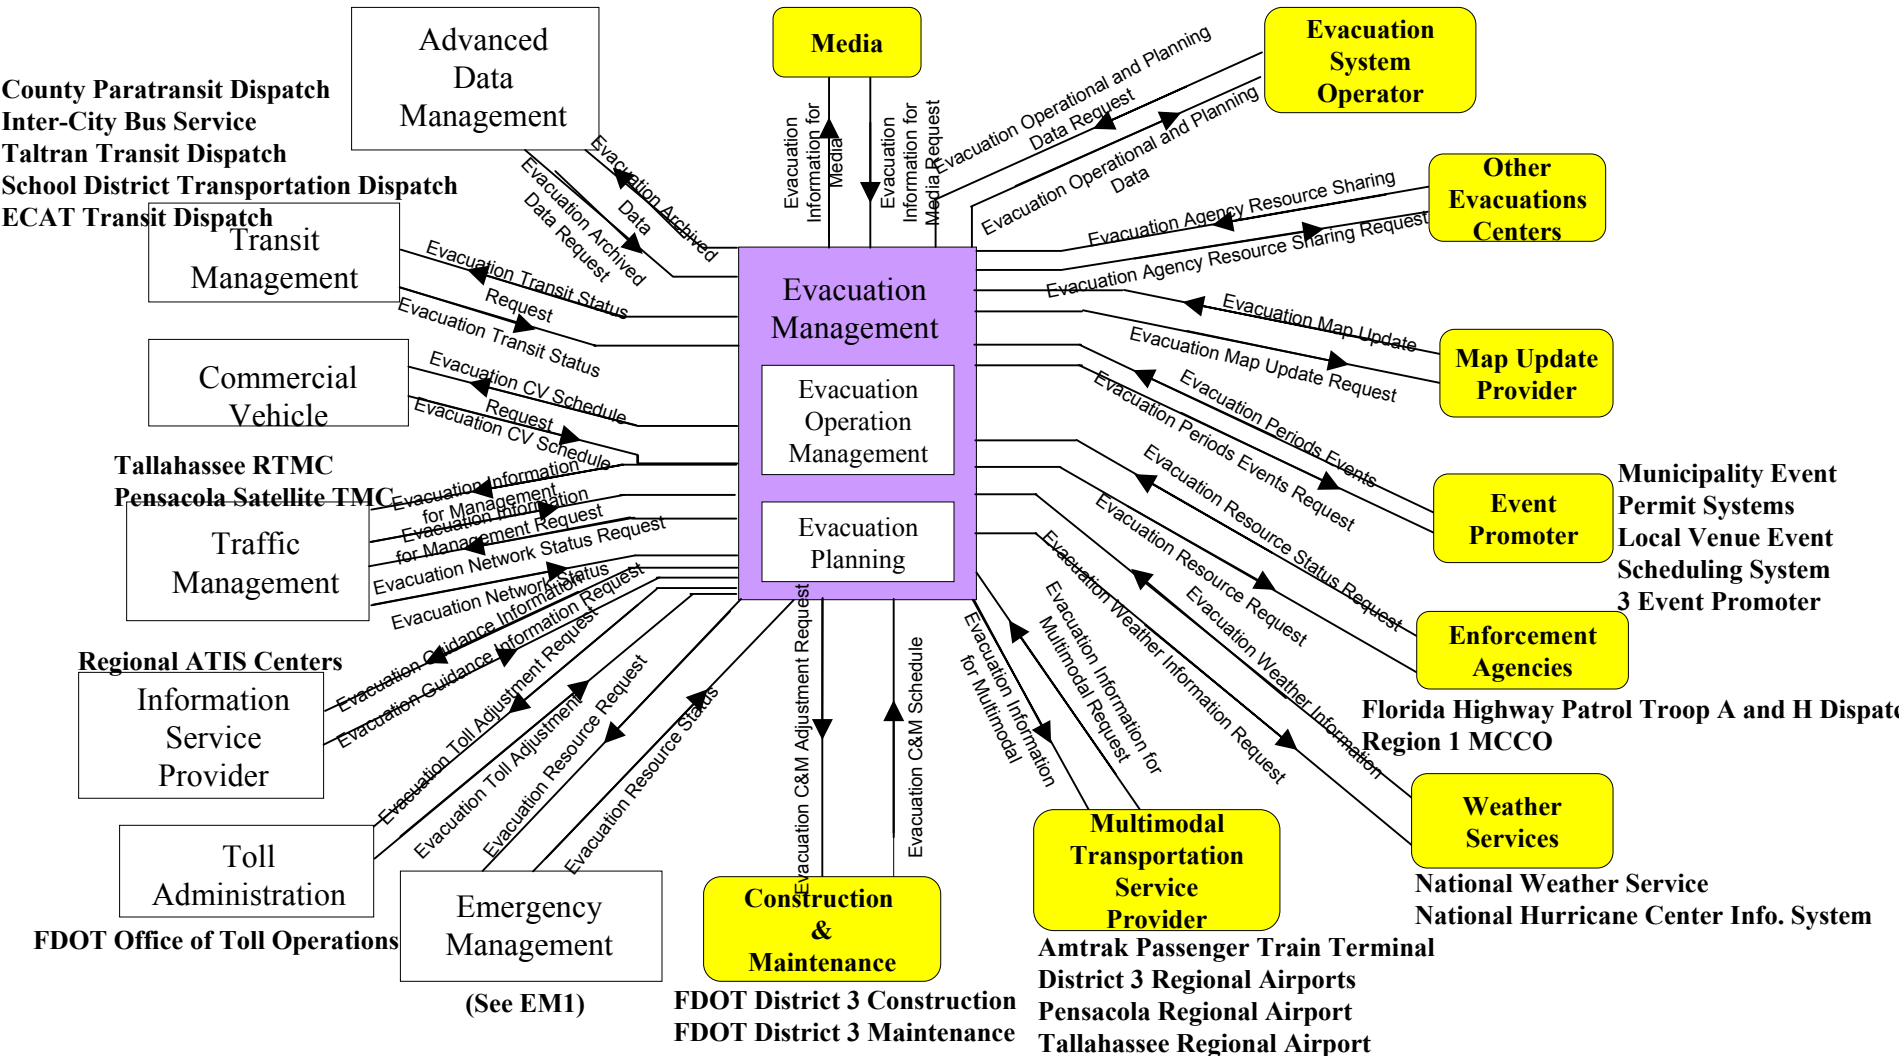 Advanced
Data
Management
Media
Evacuation
System
Operator
County Paratransit Dispatch
Inter-City Bus Service
Taltran Transit Dispatch
School District Transportation Dispatch
ECAT Transit Dispatch
Transit
Management
Commercial
Vehicle
Tallahassee RTMC
Pensacola Satellite TMC
Traffic
Management
Regional ATIS Centers
Information
Service
Provider
Toll
Administration
FDOT Office of Toll Operations
Emergency
Management
(See EM1)
Evacuation
Management
Evacuation
Operation
Management
Evacuation
Planning
Construction
&
Maintenance
FDOT District 3 Construction
FDOT District 3 Maintenance
Multimodal
Transportation
Service
Provider
Amtrak Passenger Train Terminal
District 3 Regional Airports
Pensacola Regional Airport
Tallahassee Regional Airport
Other
Evacuations
Centers
Map Update
Provider
Event
Promoter
Municipality Event
Permit Systems
Local Venue Event
Scheduling System
3 Event Promoter
Enforcement
Agencies
Florida Highway Patrol Troop A and H Dispatc
Region 1 MCCO
Weather
Services
National Weather Service
National Hurricane Center Info. System
Evacuation Archived
Data
Evacuation Archived
Data Request
Evacuation
Information for
Media
Evacuation
Information for
Media Request
Evacuation Operational and Planning
Data Request
Evacuation Operational and Planning
Data
Evacuation Agency Resource Sharing
Evacuation Agency Resource Sharing Request
Evacuation Map Update
Evacuation Map Update Request
Evacuation Periods Events
Evacuation Periods Events Request
Evacuation Resource Status Request
Evacuation Resource Request
Evacuation Weather Information
Evacuation Weather Information Request
Evacuation Information for
Multimodal Request
Evacuation Information
for Multimodal
Evacuation C&M Schedule
Evacuation C&M Adjustment Request
Evacuation Resource Status
Evacuation Resource Request
Evacuation Toll Adjustment
Evacuation Toll Adjustment Request
Evacuation Guidance Information Request
Evacuation Guidance Information
Evacuation Network Status
Evacuation Network Status Request
Evacuation Information
for Management Request
Evacuation Information
for Management
Evacuation CV Schedule
Evacuation CV Schedule
Request
Evacuation Transit Status
Evacuation Transit Status
Request